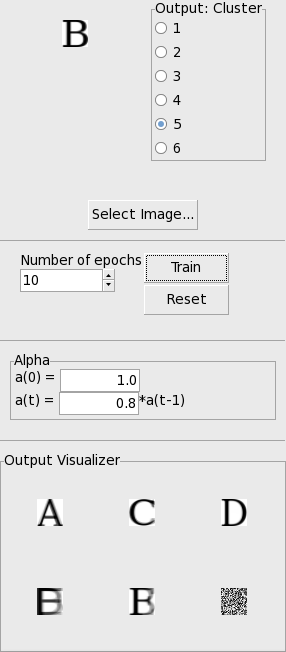 B
Output: Cluster
1
2
3
4
5
6
Select Image...
Number of epochs
10
Train
Reset
Alpha
a(0) = 1.0
a(t) = 0.8 *a(t-1)
Output Visualizer
A C D